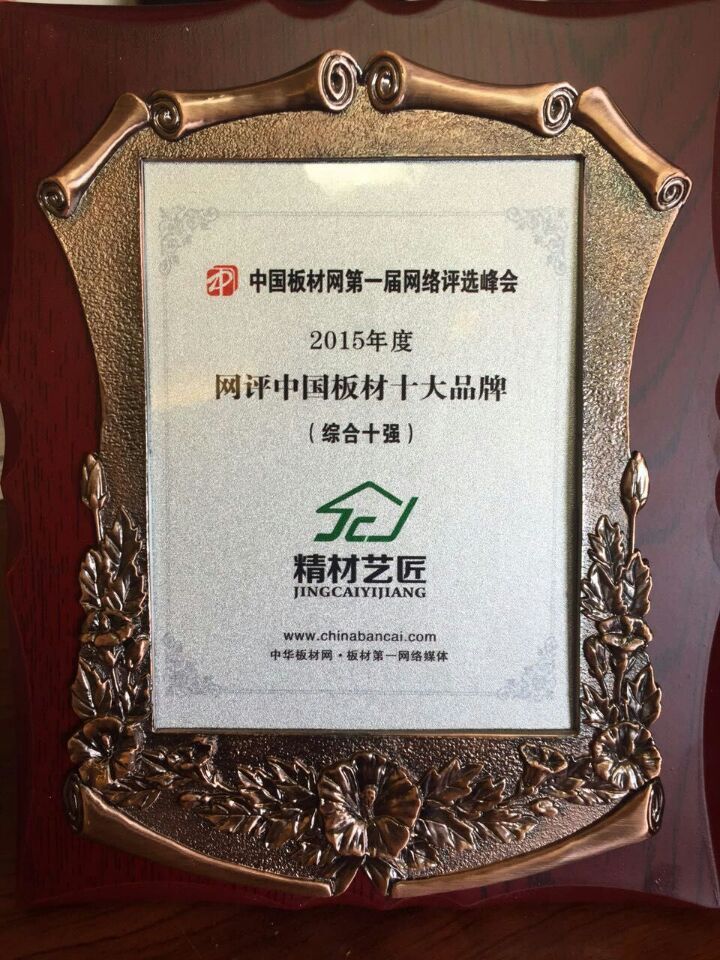 中国板材网第一届网络评选峰会
2015年度
网评中国板材十大品牌
（综合十强）
精材艺匠
JINGCAIYIJIANG
www.chinabancai.com
中华板材网·板材第一网络媒体